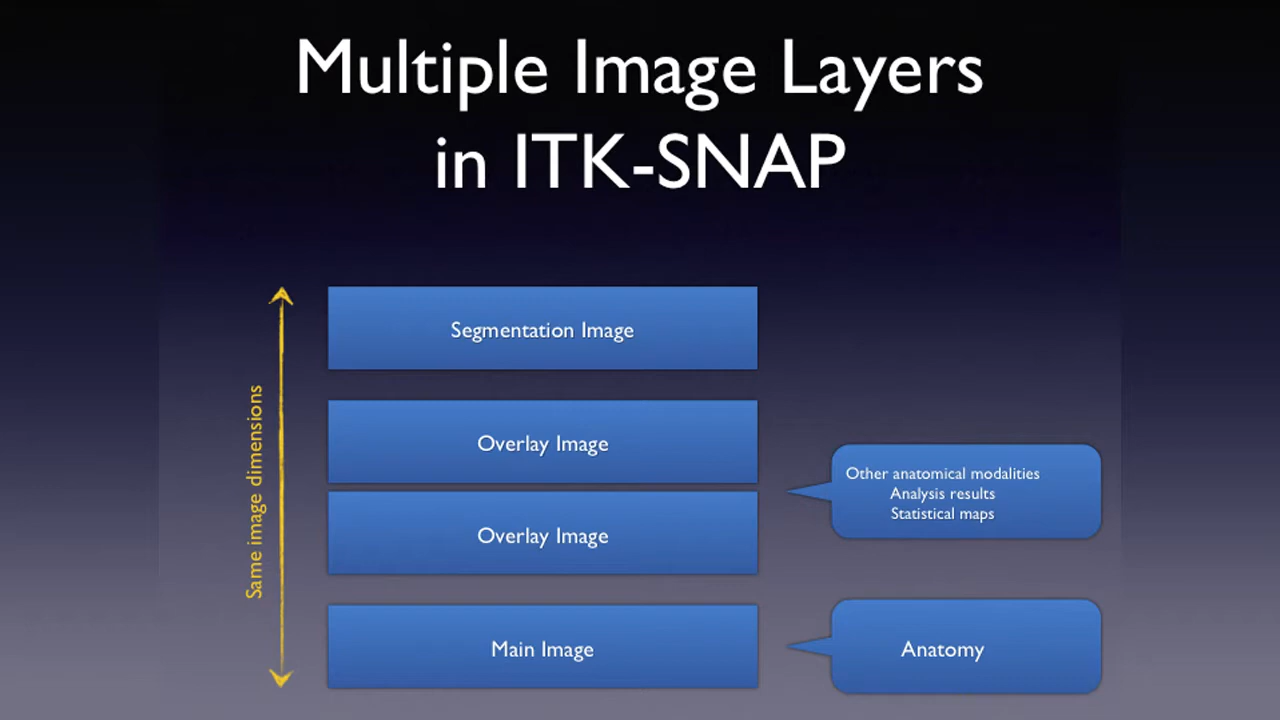 Multiple Image Layers
in ITK-SNAP
Segmentation Image
Same image dimensions
Overlay Image
Other anatomical modalities
Analysis results
Statistical maps
Overlay Image
Main Image
Anatomy